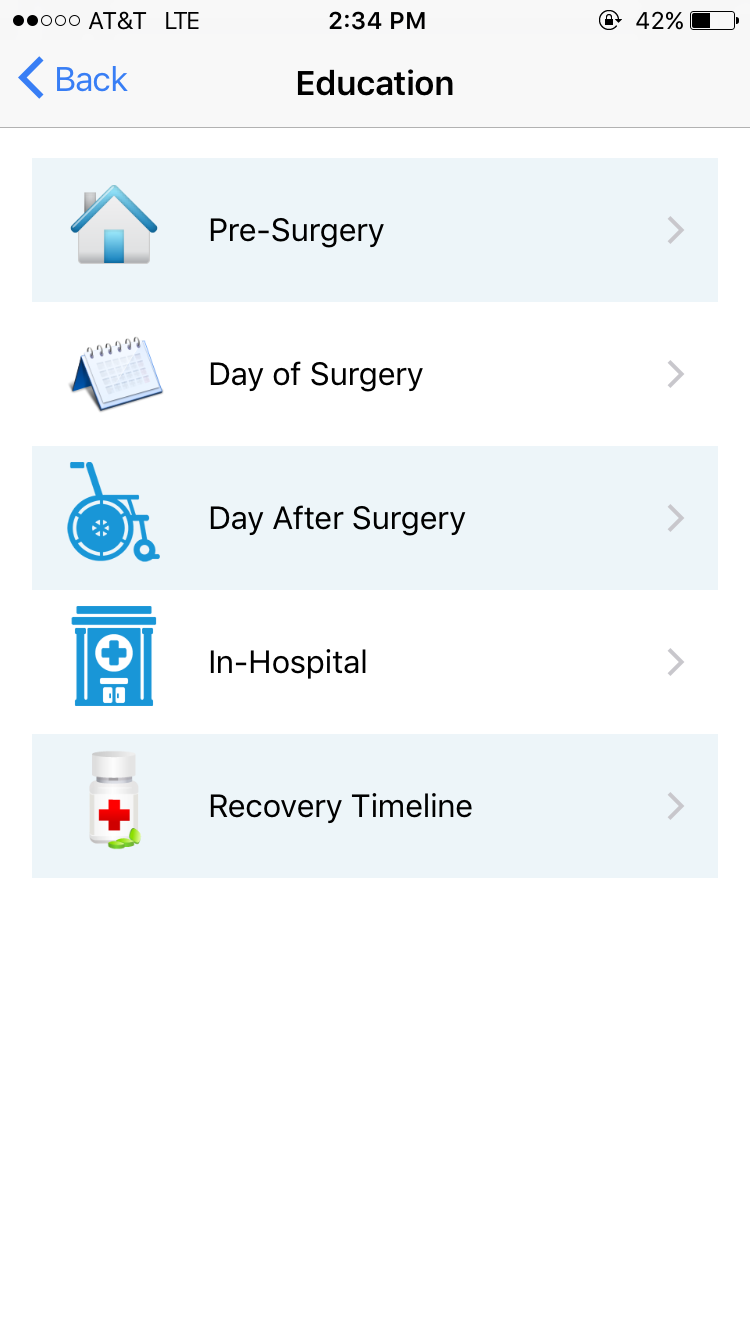 AT&T LTE 2:34 PM 42%
Back Education
Pre-Surgery
Day of Surgery
Day After Surgery
In-Hospital
Recovery Timeline